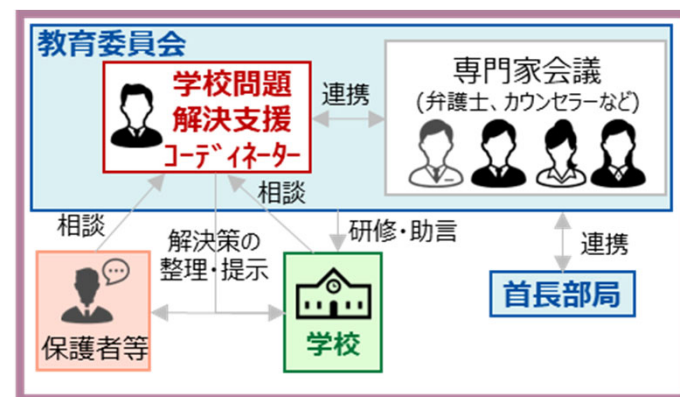 教育委員会
学校問題
解決支援
ｺｰﾃﾞｨﾈｰﾀｰ
連携
専門家会議
(弁護士、カウンセラーなど)
相談
相談
解決策の
整理・提示
研修・助言
連携
保護者等
学校
首長部局